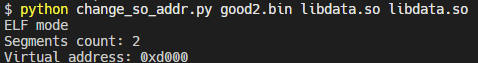 $ python change_so_addr.py good2.bin libdata.so libdata.so
ELF mode
Segments count: 2
Virtual address: 0xd000